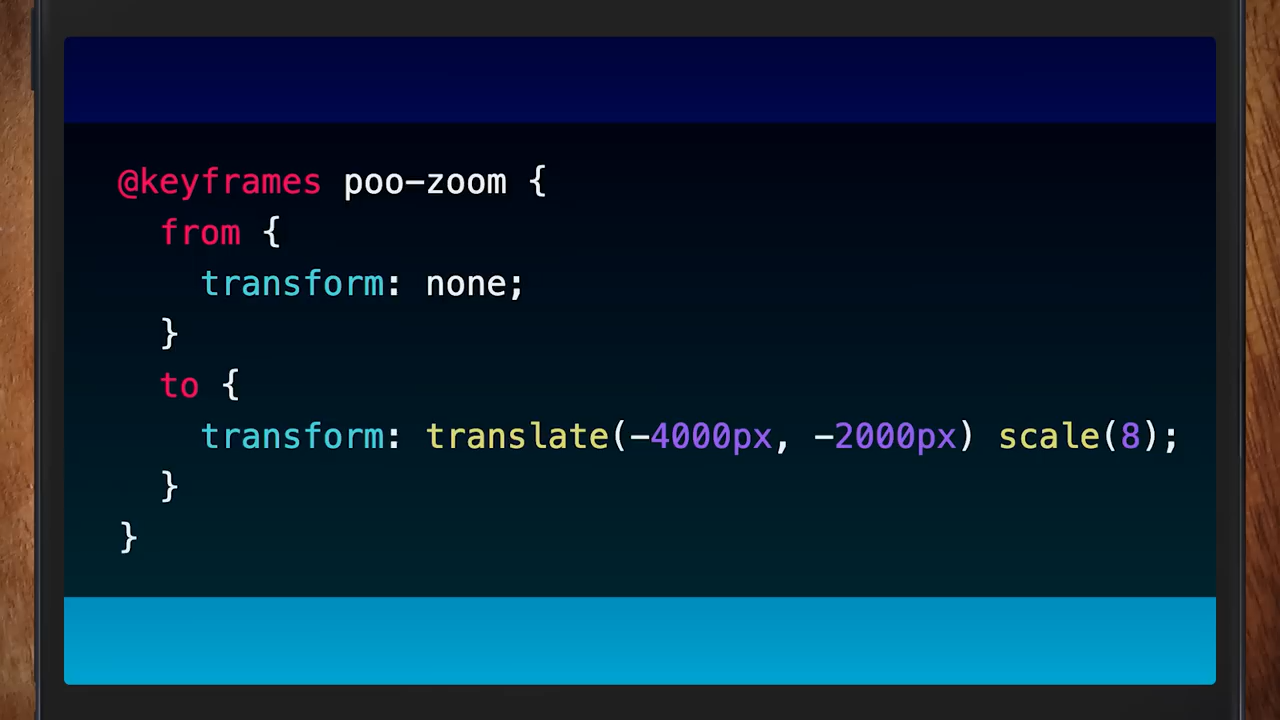 @keyframes poo-zoom {
  from {
    transform: none;
  }
  to {
    transform: translate(-4000px, -2000px) scale(8);
  }
}